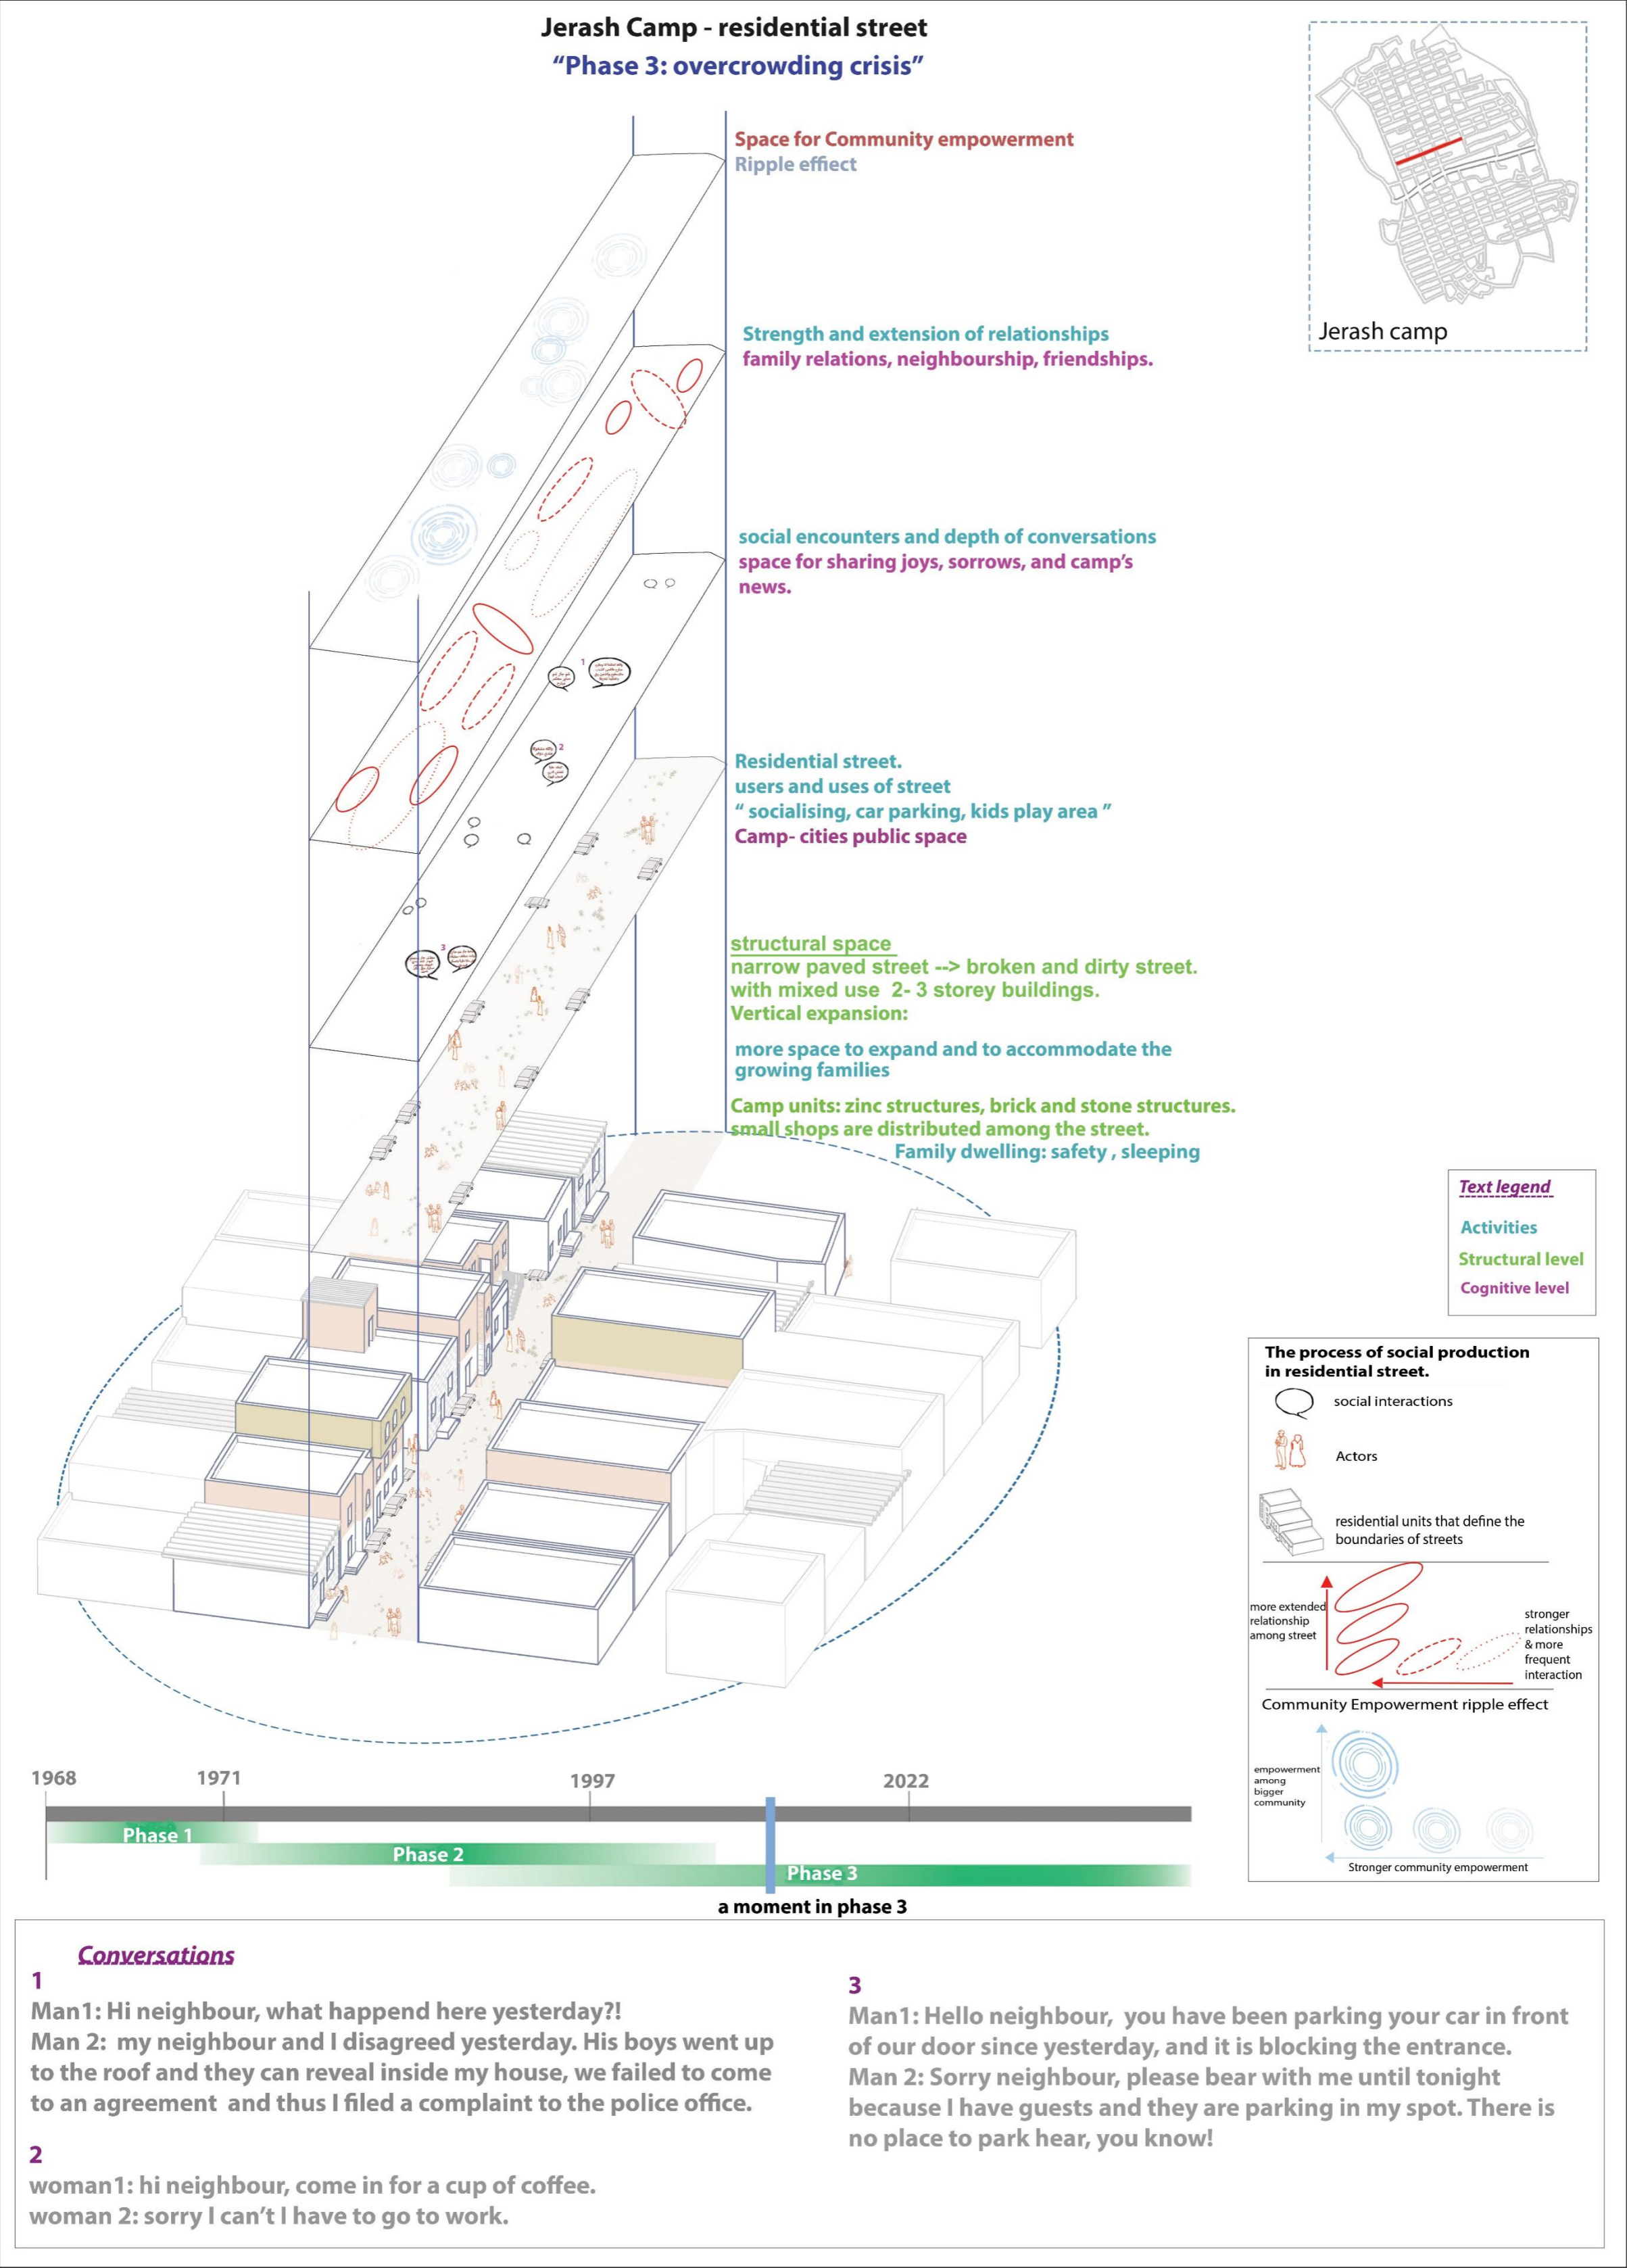 Jerash Camp - residential street
“Phase 3: overcrowding crisis”
Jerash camp
Space for Community empowerment
Ripple effiect
Strength and extension of relationships
family relations, neighbourship, friendships.
social encounters and depth of conversations
space for sharing joys, sorrows, and camp’s
news.
1
2
3
Residential street.
users and uses of street
“ socialising, car parking, kids play area ”
Camp- cities public space
structural space
narrow paved street --> broken and dirty street.
with mixed use 2- 3 storey buildings.
Vertical expansion:
more space to expand and to accommodate the
growing families
Camp units: zinc structures, brick and stone structures.
small shops are distributed among the street.
Family dwelling: safety , sleeping
Text legend
Activities
Structural level
Cognitive level
The process of social production
in residential street.
social interactions
Actors
residential units that define the
boundaries of streets
more extended
relationship
among street
stronger
relationships
& more
frequent
interaction
Community Empowerment ripple effect
empowerment
among
bigger
community
Stronger community empowerment
1968
1971
1997
2022
Phase 1
Phase 2
Phase 3
a moment in phase 3
Conversations
1
Man1: Hi neighbour, what happend here yesterday?!
Man 2: my neighbour and I disagreed yesterday. His boys went up
to the roof and they can reveal inside my house, we failed to come
to an agreement and thus I filed a complaint to the police office.
2
woman1: hi neighbour, come in for a cup of coffee.
woman 2: sorry I can’t I have to go to work.
3
Man1: Hello neighbour, you have been parking your car in front
of our door since yesterday, and it is blocking the entrance.
Man 2: Sorry neighbour, please bear with me until tonight
because I have guests and they are parking in my spot. There is
no place to park hear, you know!